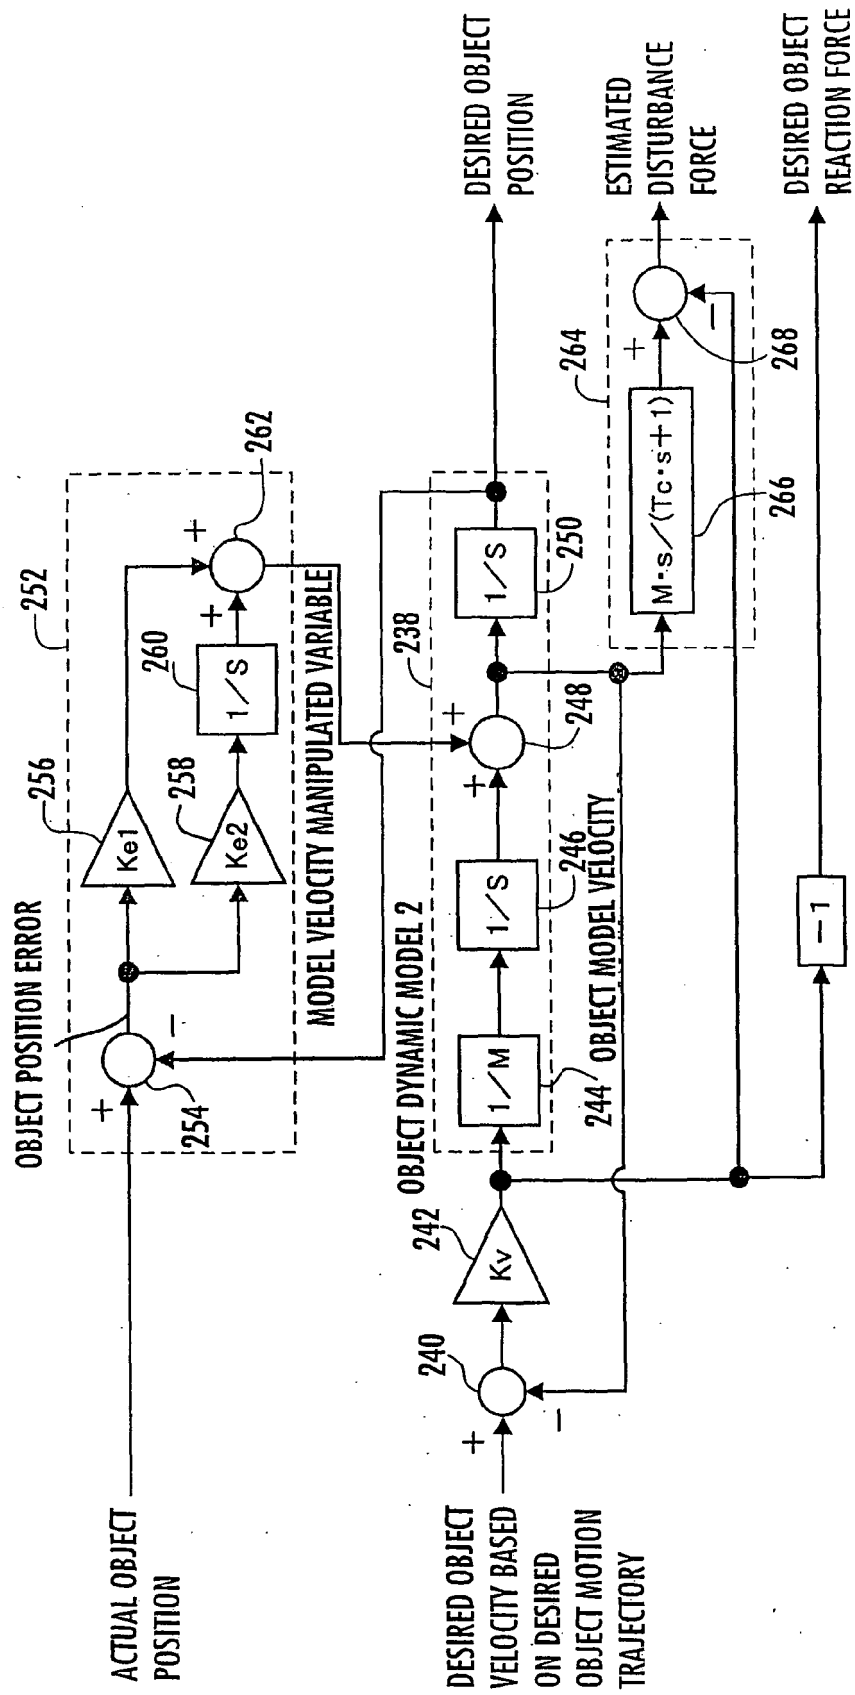 ACTUAL OBJECT
POSITION
OBJECT POSITION ERROR
+
−
254
256
Ke1
258
Ke2
260
1/S
252
+
+
262
MODEL VELOCITY MANIPULATED VARIABLE
DESIRED OBJECT
VELOCITY BASED
ON DESIRED
OBJECT MOTION
TRAJECTORY
+
−
240
242
Kv
OBJECT DYNAMIC MODEL 2
238
1/M
244
1/S
246
+
+
248
1/S
250
OBJECT MODEL VELOCITY
DESIRED OBJECT
POSITION
264
M·s/(Tc·s+1)
266
+
−
268
ESTIMATED
DISTURBANCE
FORCE
−1
DESIRED OBJECT
REACTION FORCE